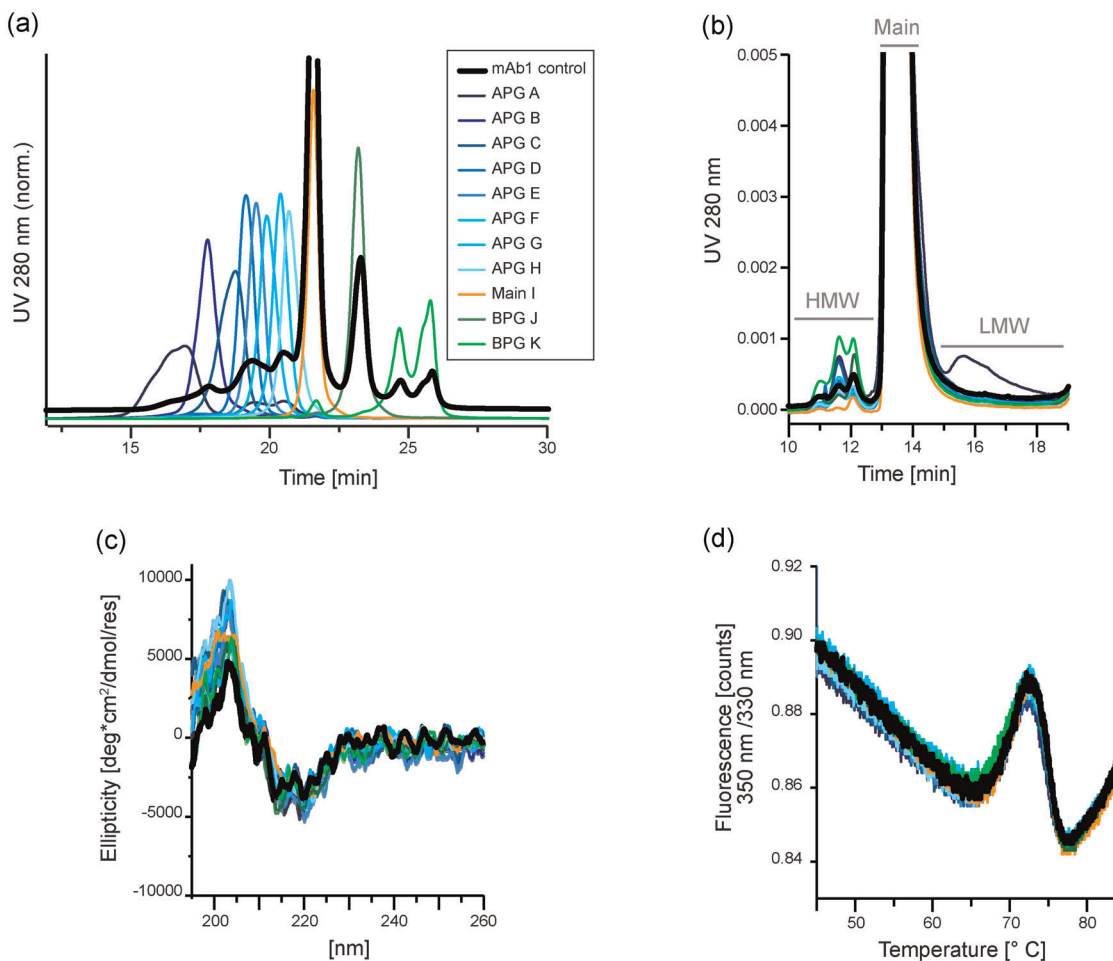 (a)
UV 280 nm (norm.)
15
20
25
30
Time [min]
mAb1 control
APG A
APG B
APG C
APG D
APG E
APG F
APG G
APG H
Main I
BPG J
BPG K
(b)
Main
HMW
LMW
UV 280 nm
0.005
0.004
0.003
0.002
0.001
0.000
10
12
14
16
18
Time [min]
(c)
Ellipticity [deg*cm²/dmol/res]
10000
5000
0
-5000
-10000
200
220
240
260
[nm]
(d)
Fluorescence [counts]
350 nm /330 nm
0.92
0.90
0.88
0.86
0.84
50
60
70
80
Temperature [° C]